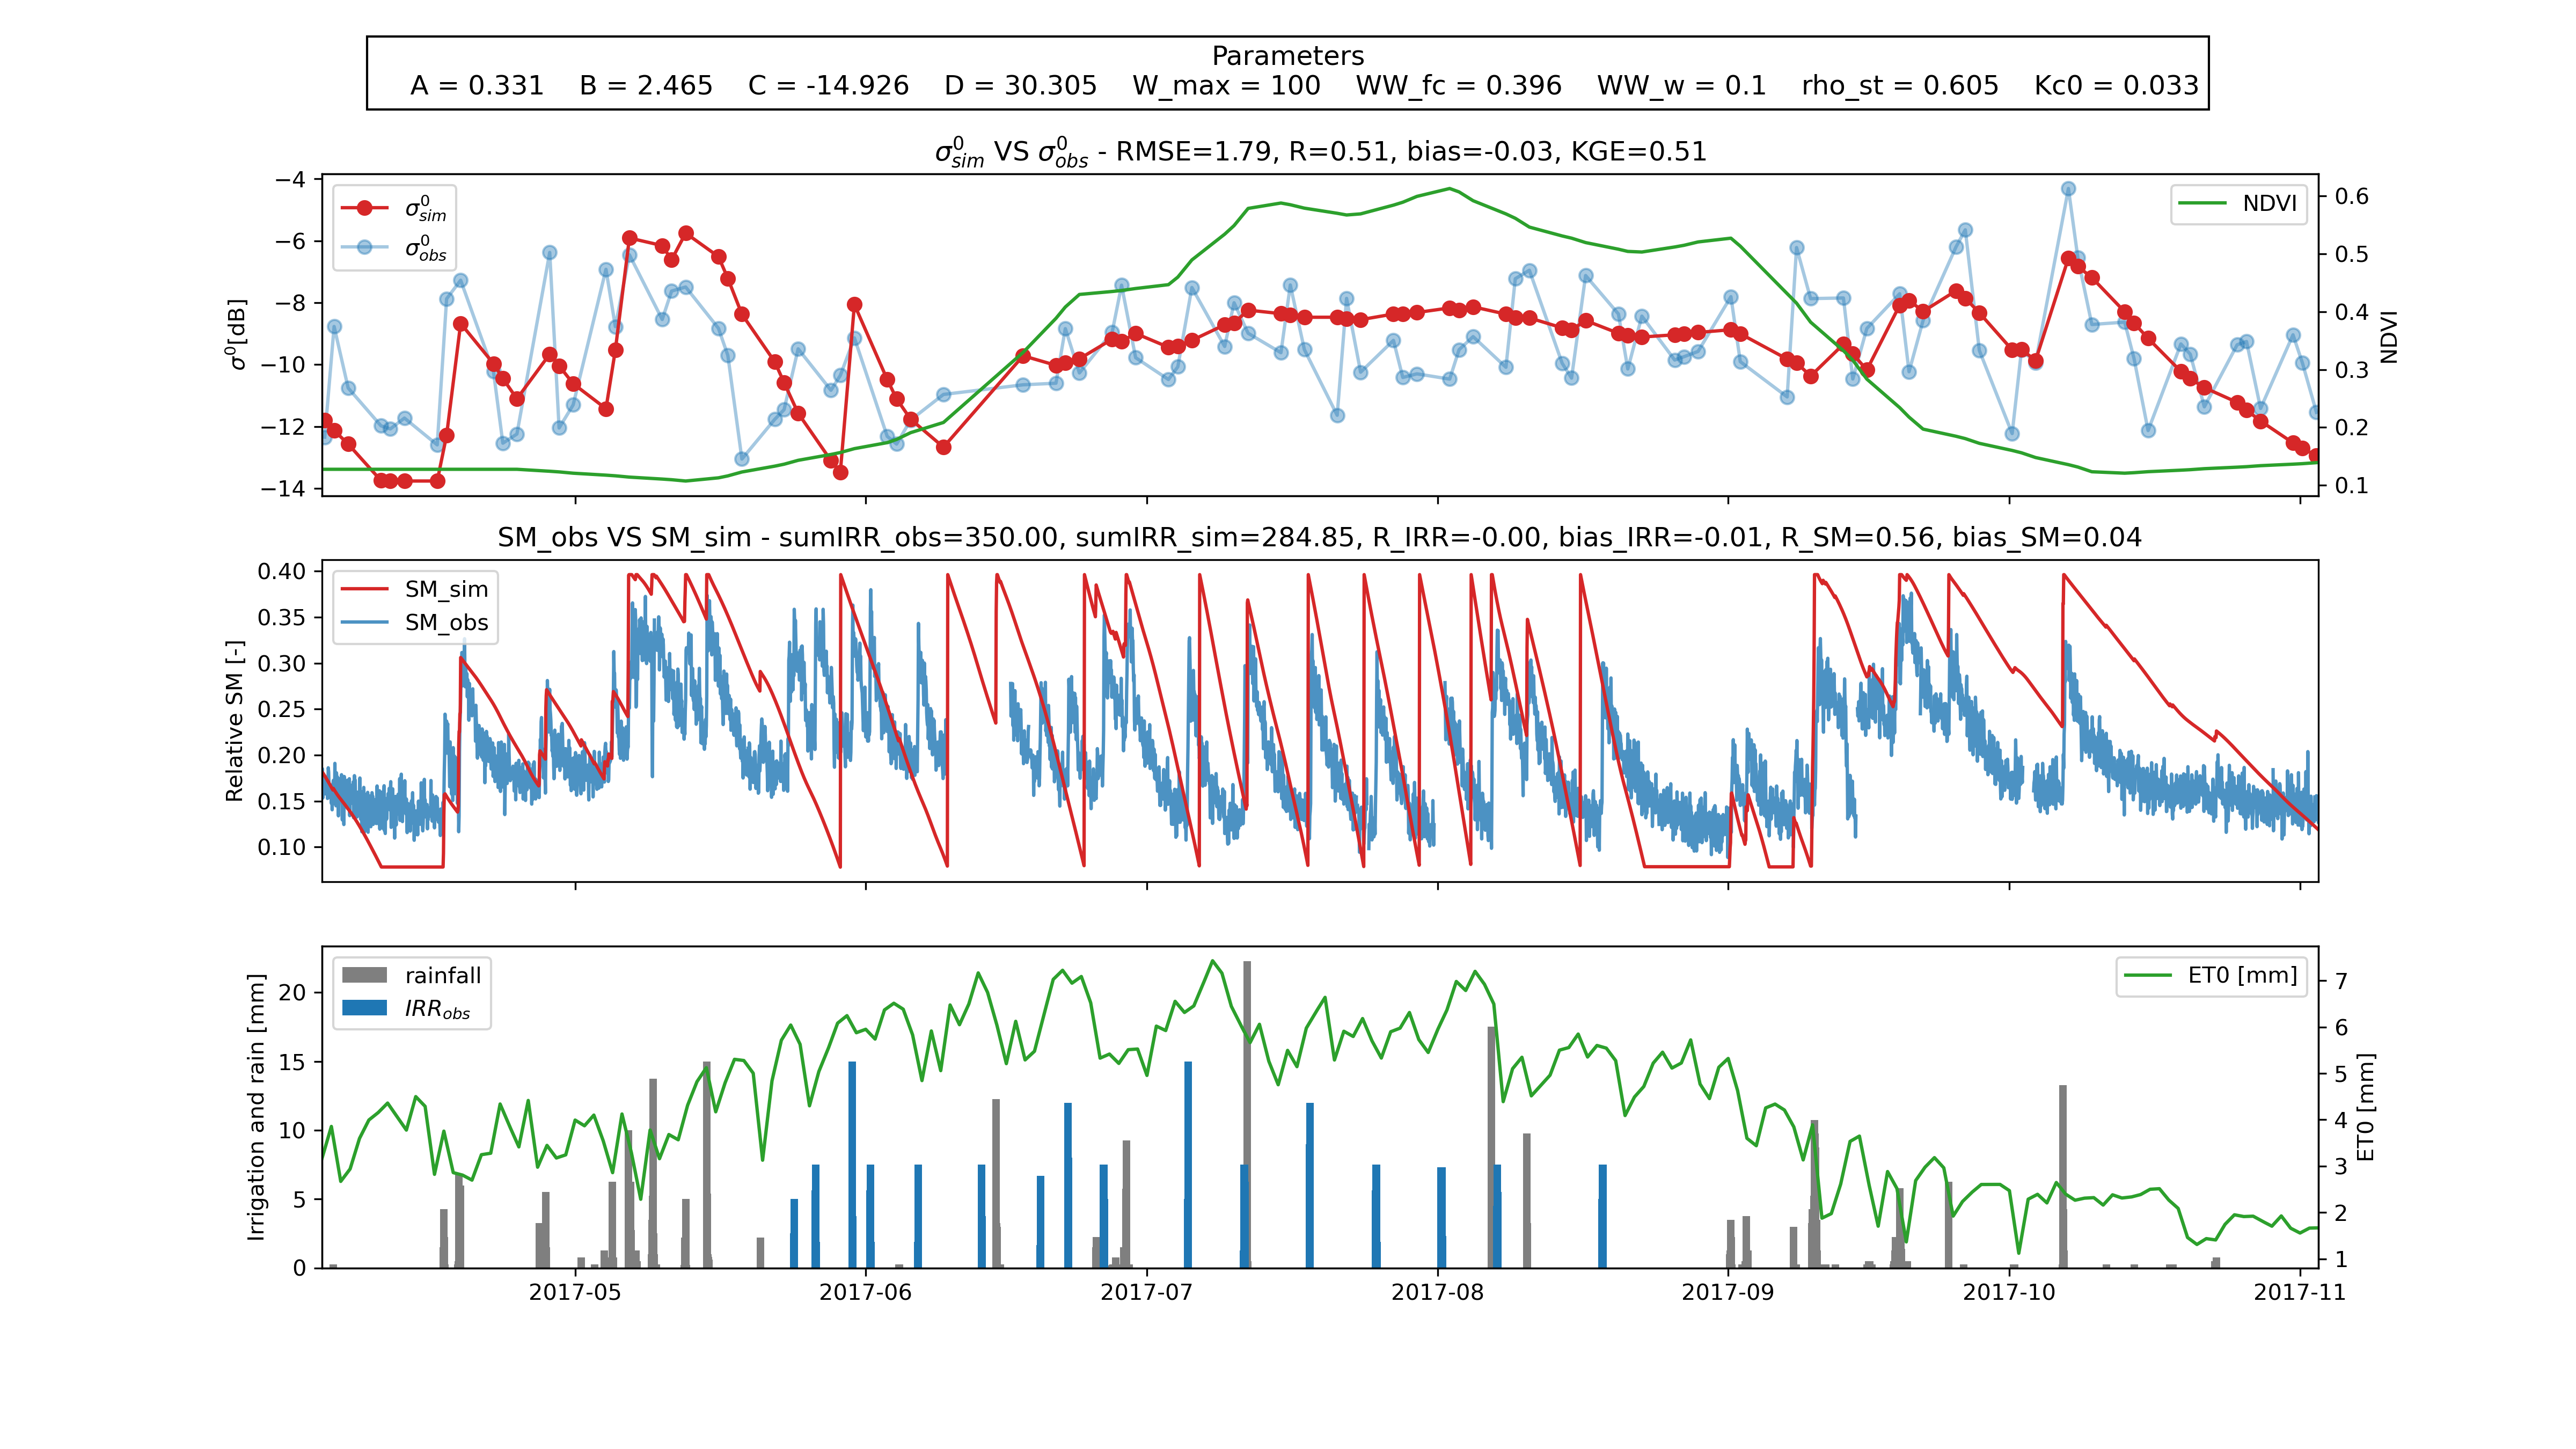 Parameters
A = 0.331 B = 2.465 C = -14.926 D = 30.305 W_max = 100 WW_fc = 0.396 WW_w = 0.1 rho_st = 0.605 Kc0 = 0.033
σ⁰sim VS σ⁰obs - RMSE=1.79, R=0.51, bias=-0.03, KGE=0.51
−4
−6
−8
−10
−12
−14
σ⁰[dB]
σ⁰sim
σ⁰obs
NDVI
0.6
0.5
0.4
0.3
0.2
0.1
NDVI
SM_obs VS SM_sim - sumIRR_obs=350.00, sumIRR_sim=284.85, R_IRR=-0.00, bias_IRR=-0.01, R_SM=0.56, bias_SM=0.04
0.40
0.35
0.30
0.25
0.20
0.15
0.10
Relative SM [-]
SM_sim
SM_obs
20
15
10
5
0
Irrigation and rain [mm]
rainfall
IRRobs
ET0 [mm]
7
6
5
4
3
2
1
ET0 [mm]
2017-05 2017-06 2017-07 2017-08 2017-09 2017-10 2017-11